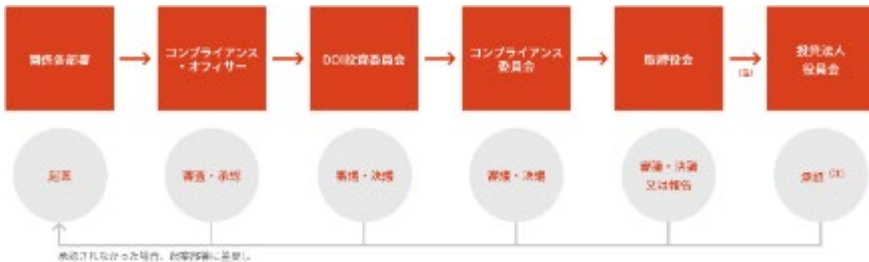 関係各部署
コンプライアンス
・オフィサー
DOI投資委員会
コンプライアンス
委員会
取締役会
(注)
投資法人
役員会
起案
審査・承認
審議・決議
審議・決議
審議・決議
又は報告
承認 (注)
承認されなかった場合、起案部署に差戻し